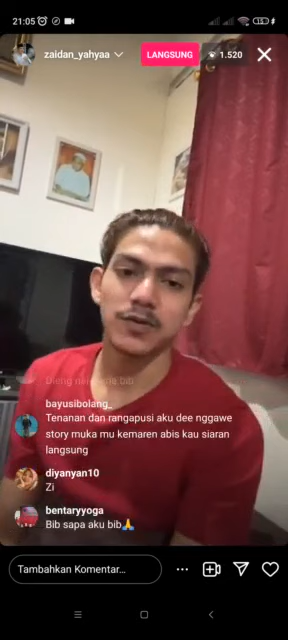 21:05
zaidan_yahyaa
LANGSUNG
1.520
bib
bayusibolang_
Tenanan dan rangapusi aku dee nggawe
story muka mu kemaren abis kau siaran
langsung
diyanyan10
Zi
bentaryyoga
Bib sapa aku bib🙏
Tambahkan Komentar...